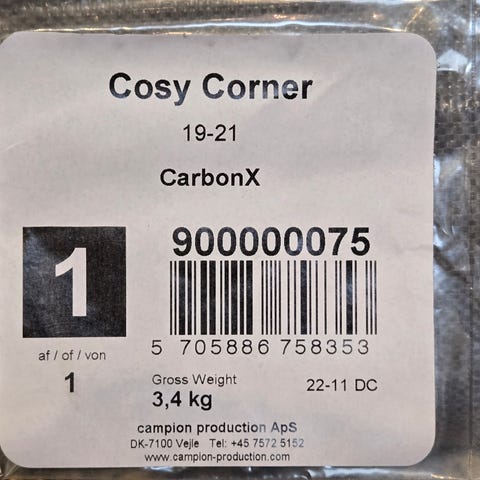 Cosy Corner
19-21
CarbonX
1
af / of / von
1
900000075
5 705886 758353
Gross Weight
3,4 kg
22-11 DC
campion production ApS
DK-7100 Vejle Tel: +45 7572 5152
www.campion-production.com